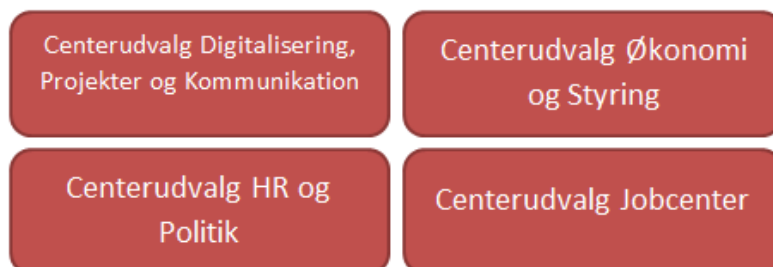 Centerudvalg Digitalisering,
Projekter og Kommunikation
Centerudvalg Økonomi
og Styring
Centerudvalg HR og
Politik
Centerudvalg Jobcenter